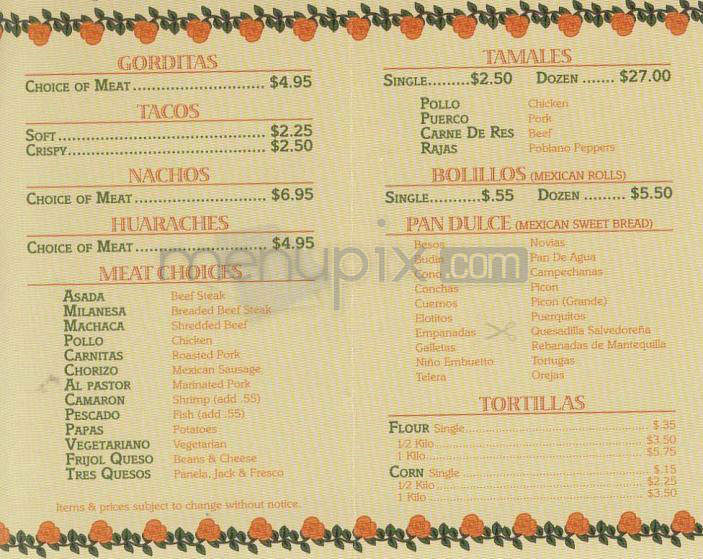 GORDITAS
CHOICE OF MEAT........................... $4.95
TACOS
SOFT........................................ $2.25
CRISPY...................................... $2.50
NACHOS
CHOICE OF MEAT........................... $6.95
HUARACHES
CHOICE OF MEAT........................... $4.95
MEAT CHOICES
ASADA Beef Steak
MILANESA Breaded Beef Steak
MACHACA Shredded Beef
POLLO Chicken
CARNITAS Roasted Pork
CHORIZO Mexican Sausage
AL PASTOR Marinated Pork
CAMARON Shrimp (add .55)
PESCADO Fish (add .55)
PAPAS Potatoes
VEGETARIANO Vegetarian
FRIJOL QUESO Beans & Cheese
TRES QUESOS Panela, Jack & Fresco
Items & prices subject to change without notice.
TAMALES
SINGLE.........$2.50 DOZEN ....... $27.00
POLLO Chicken
PUERCO Pork
CARNE DE RES Beef
RAJAS Poblano Peppers
BOLILLOS (MEXICAN ROLLS)
SINGLE...........$.55 DOZEN ......... $5.50
PAN DULCE (MEXICAN SWEET BREAD)
Besos Novias
Budin Pan De Agua
Cono Campechanas
Conchas Picon
Cuernos Picon (Grande)
Elotitos Puerquitos
Empanadas Quesadilla Salvadoreña
Galletas Rebanadas de Mantequilla
Niño Embuelto Tortugas
Telera Orejas
TORTILLAS
FLOUR Single........................................ $.35
1/2 Kilo........................................ $3.50
1 Kilo........................................ $5.75
CORN Single........................................ $.15
1/2 Kilo........................................ $2.25
1 Kilo........................................ $3.50
menupix.com